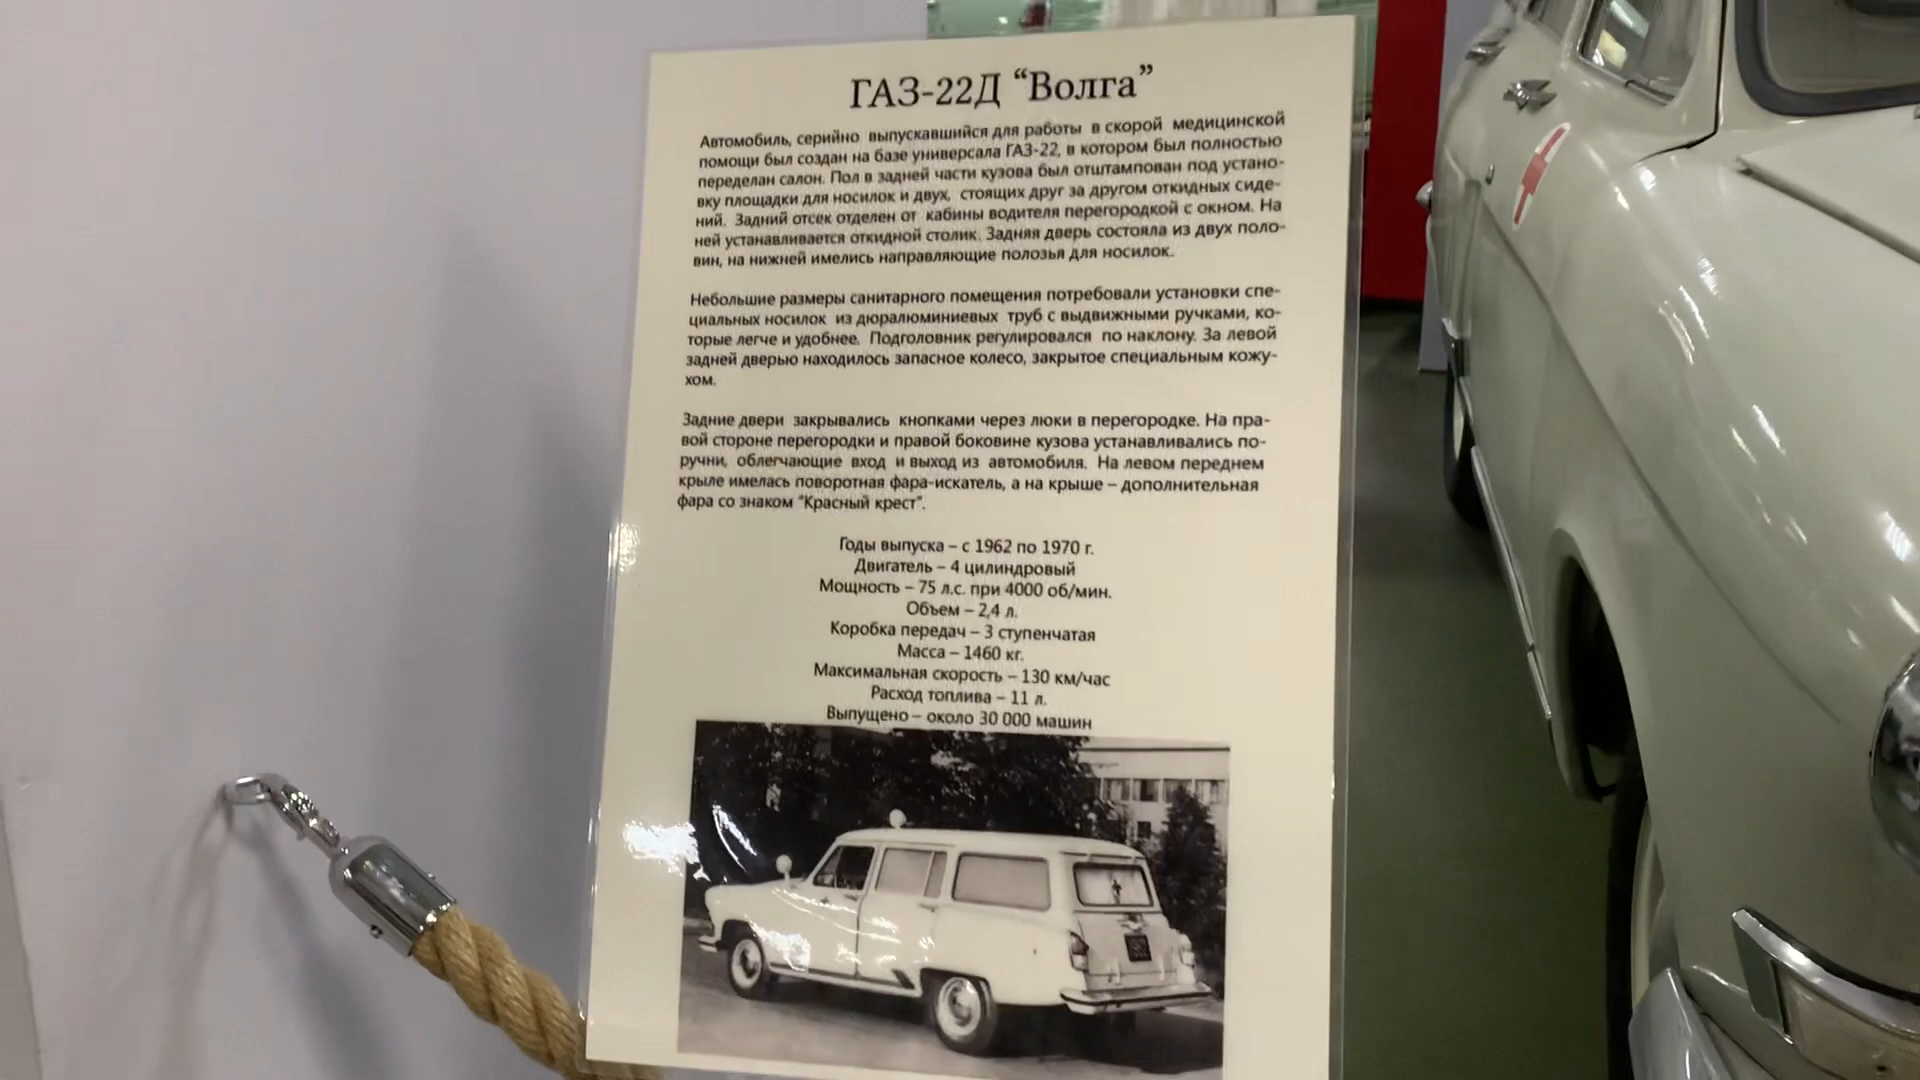 ГАЗ-22Д “Волга”
Автомобиль, серийно выпускавшийся для работы в скорой медицинской
помощи был создан на базе универсала ГАЗ-22, в котором был полностью
переделан салон. Пол в задней части кузова был отштампован под устано-
вку площадки для носилок и двух, стоящих друг за другом откидных сиде-
ний. Задний отсек отделен от кабины водителя перегородкой с окном. На
ней устанавливается откидной столик. Задняя дверь состояла из двух поло-
вин, на нижней имелись направляющие полозья для носилок.
Небольшие размеры санитарного помещения потребовали установки спе-
циальных носилок из дюралюминиевых труб с выдвижными ручками, ко-
торые легче и удобнее. Подголовник регулировался по наклону. За левой
задней дверью находилось запасное колесо, закрытое специальным кожу-
хом.
Задние двери закрывались кнопками через люки в перегородке. На пра-
вой стороне перегородки и правой боковине кузова устанавливались по-
ручни, облегчающие вход и выход из автомобиля. На левом переднем
крыле имелась поворотная фара-искатель, а на крыше – дополнительная
фара со знаком "Красный крест".
Годы выпуска – с 1962 по 1970 г.
Двигатель – 4 цилиндровый
Мощность – 75 л.с. при 4000 об/мин.
Объем – 2,4 л.
Коробка передач – 3 ступенчатая
Масса – 1460 кг.
Максимальная скорость – 130 км/час
Расход топлива – 11 л.
Выпущено – около 30 000 машин